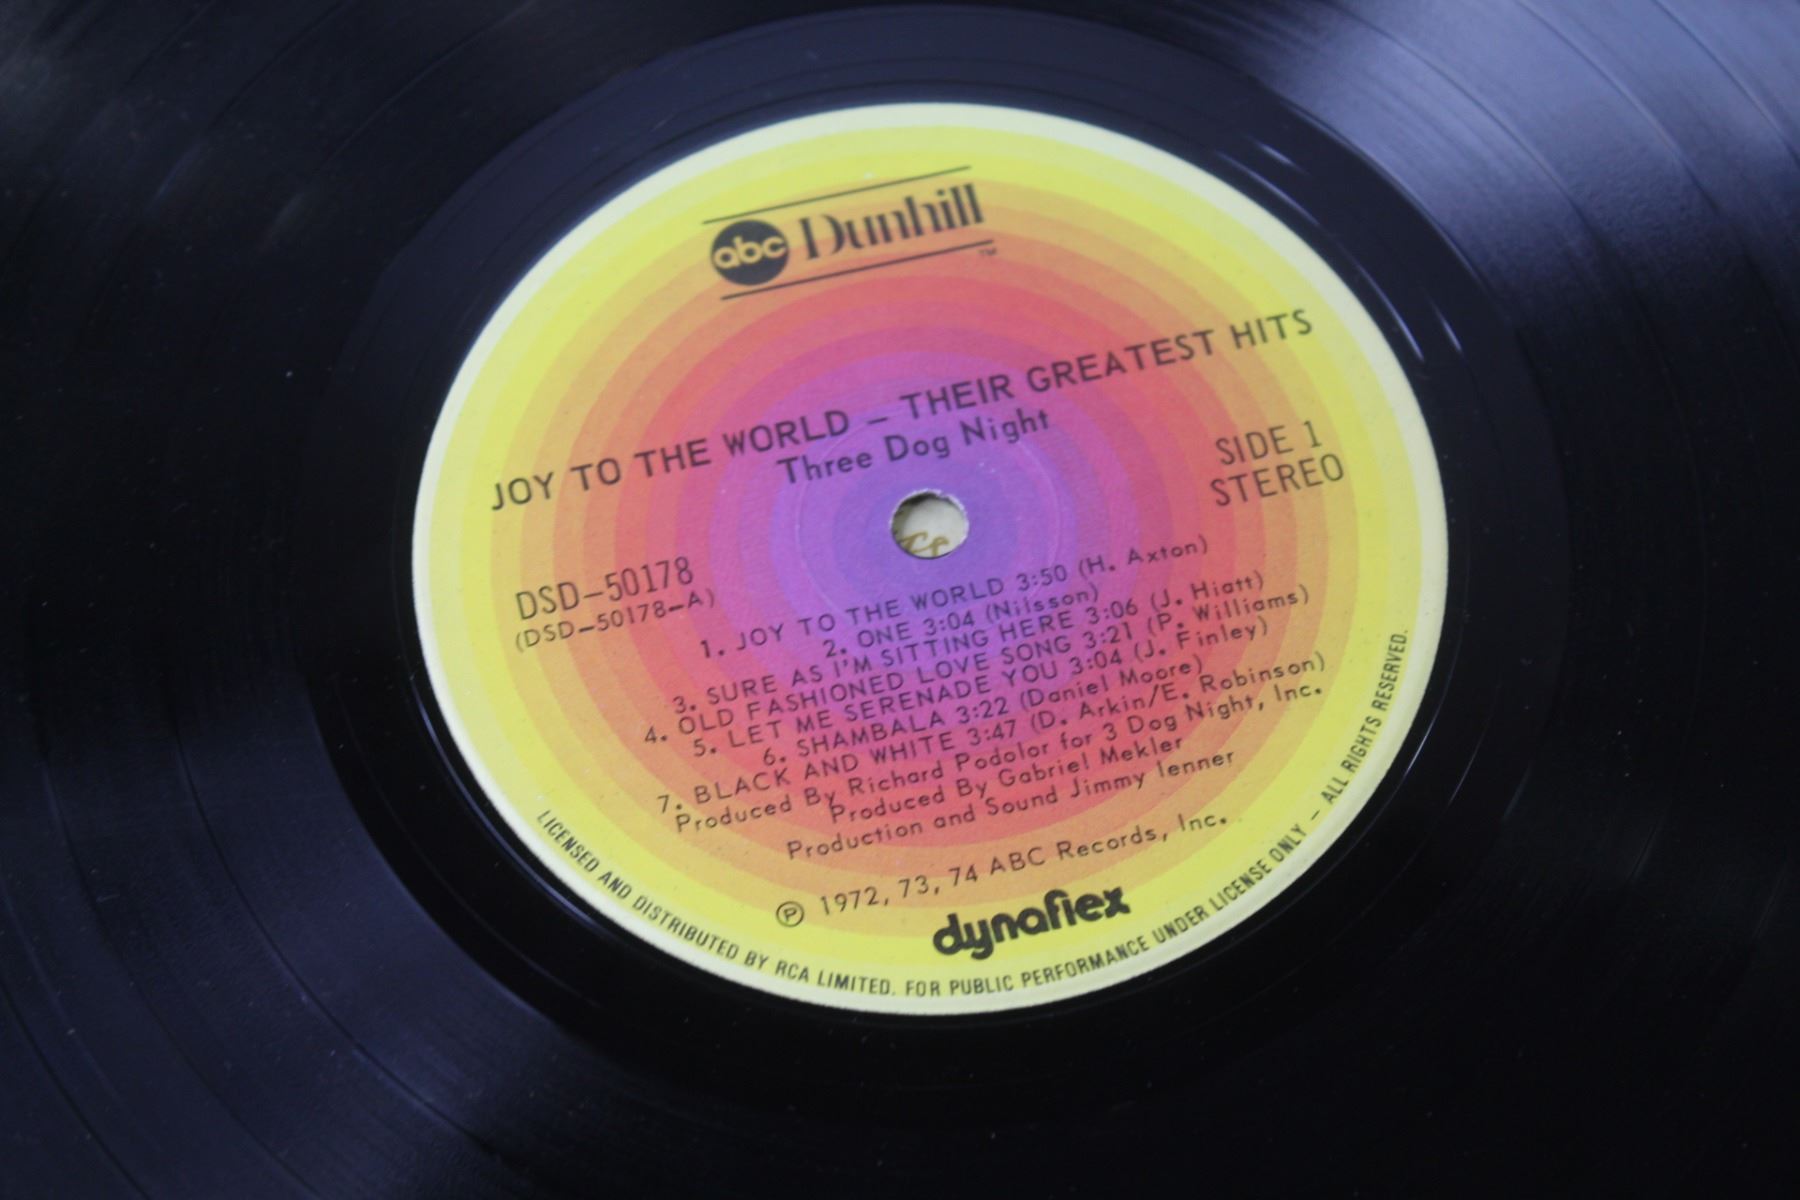 abc Dunhill™
JOY TO THE WORLD – THEIR GREATEST HITS
Three Dog Night
SIDE 1
STEREO
DSD–50178
(DSD–50178–A)
1. JOY TO THE WORLD 3:50 (H. Axton)
2. ONE 3:04 (Nilsson)
3. SURE AS I'M SITTING HERE 3:06 (J. Hiatt)
4. OLD FASHIONED LOVE SONG 3:21 (P. Williams)
5. LET ME SERENADE YOU 3:04 (J. Finley)
6. SHAMBALA 3:22 (Daniel Moore)
7. BLACK AND WHITE 3:47 (D. Arkin/E. Robinson)
Produced By Richard Podolor for 3 Dog Night, Inc.
Produced By Gabriel Mekler
Production and Sound Jimmy Ienner
℗ 1972, 73, 74 ABC Records, Inc.
dynaflex
LICENSED AND DISTRIBUTED BY RCA LIMITED. FOR PUBLIC PERFORMANCE UNDER LICENSE ONLY – ALL RIGHTS RESERVED.